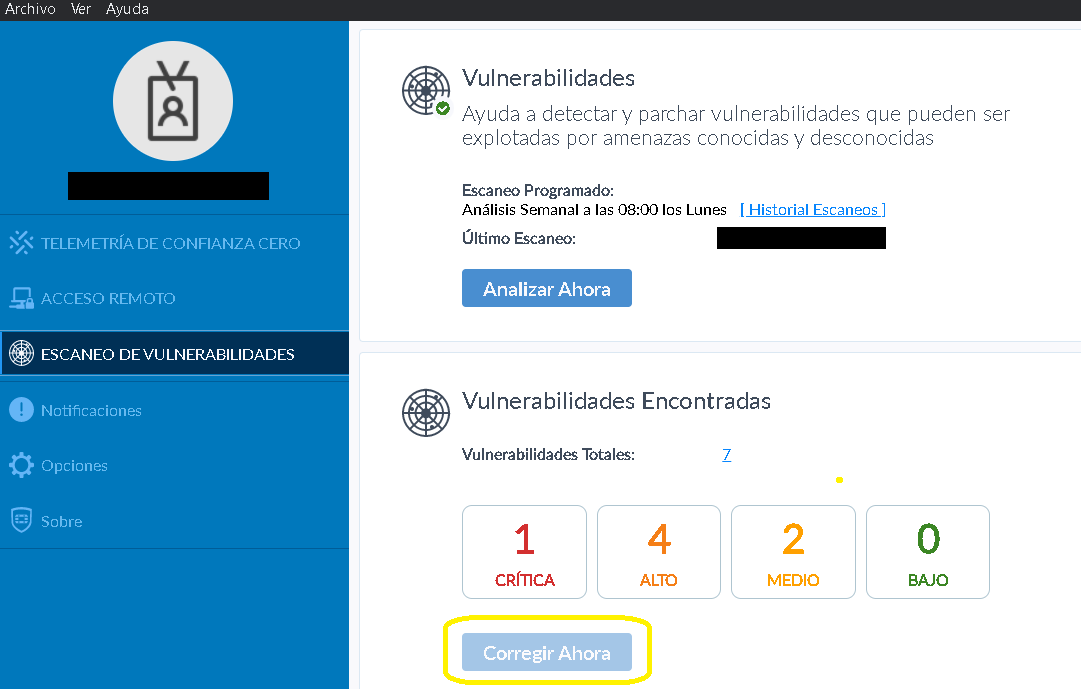 Archivo Ver Ayuda
TELEMETRÍA DE CONFIANZA CERO
ACCESO REMOTO
ESCANEO DE VULNERABILIDADES
Notificaciones
Opciones
Sobre
Vulnerabilidades
Ayuda a detectar y parchar vulnerabilidades que pueden ser
explotadas por amenazas conocidas y desconocidas
Escaneo Programado:
Análisis Semanal a las 08:00 los Lunes [ Historial Escaneos ]
Último Escaneo:
Analizar Ahora
Vulnerabilidades Encontradas
Vulnerabilidades Totales: 7
1 4 2 0
CRÍTICA ALTO MEDIO BAJO
Corregir Ahora